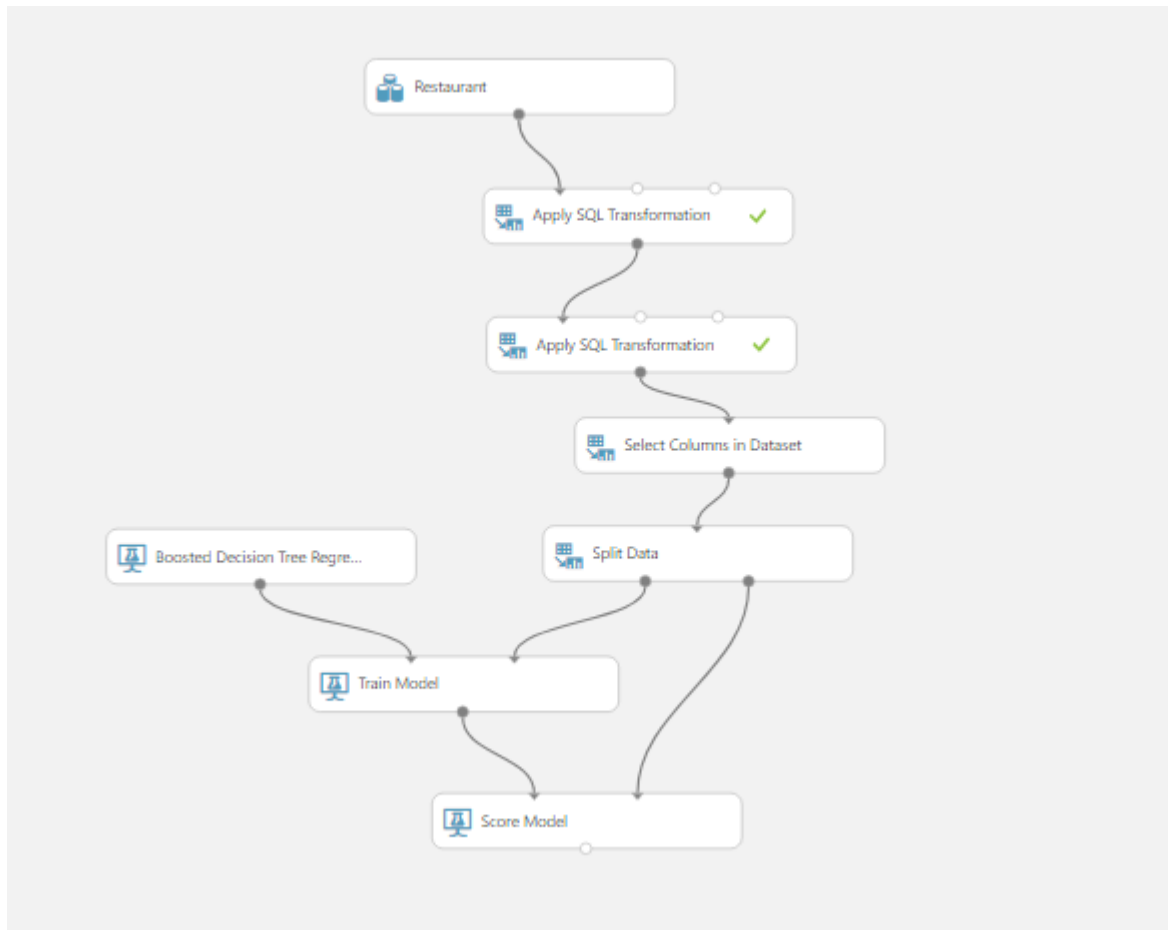 Restaurant
Apply SQL Transformation
Apply SQL Transformation
Select Columns in Dataset
Boosted Decision Tree Regre...
Split Data
Train Model
Score Model